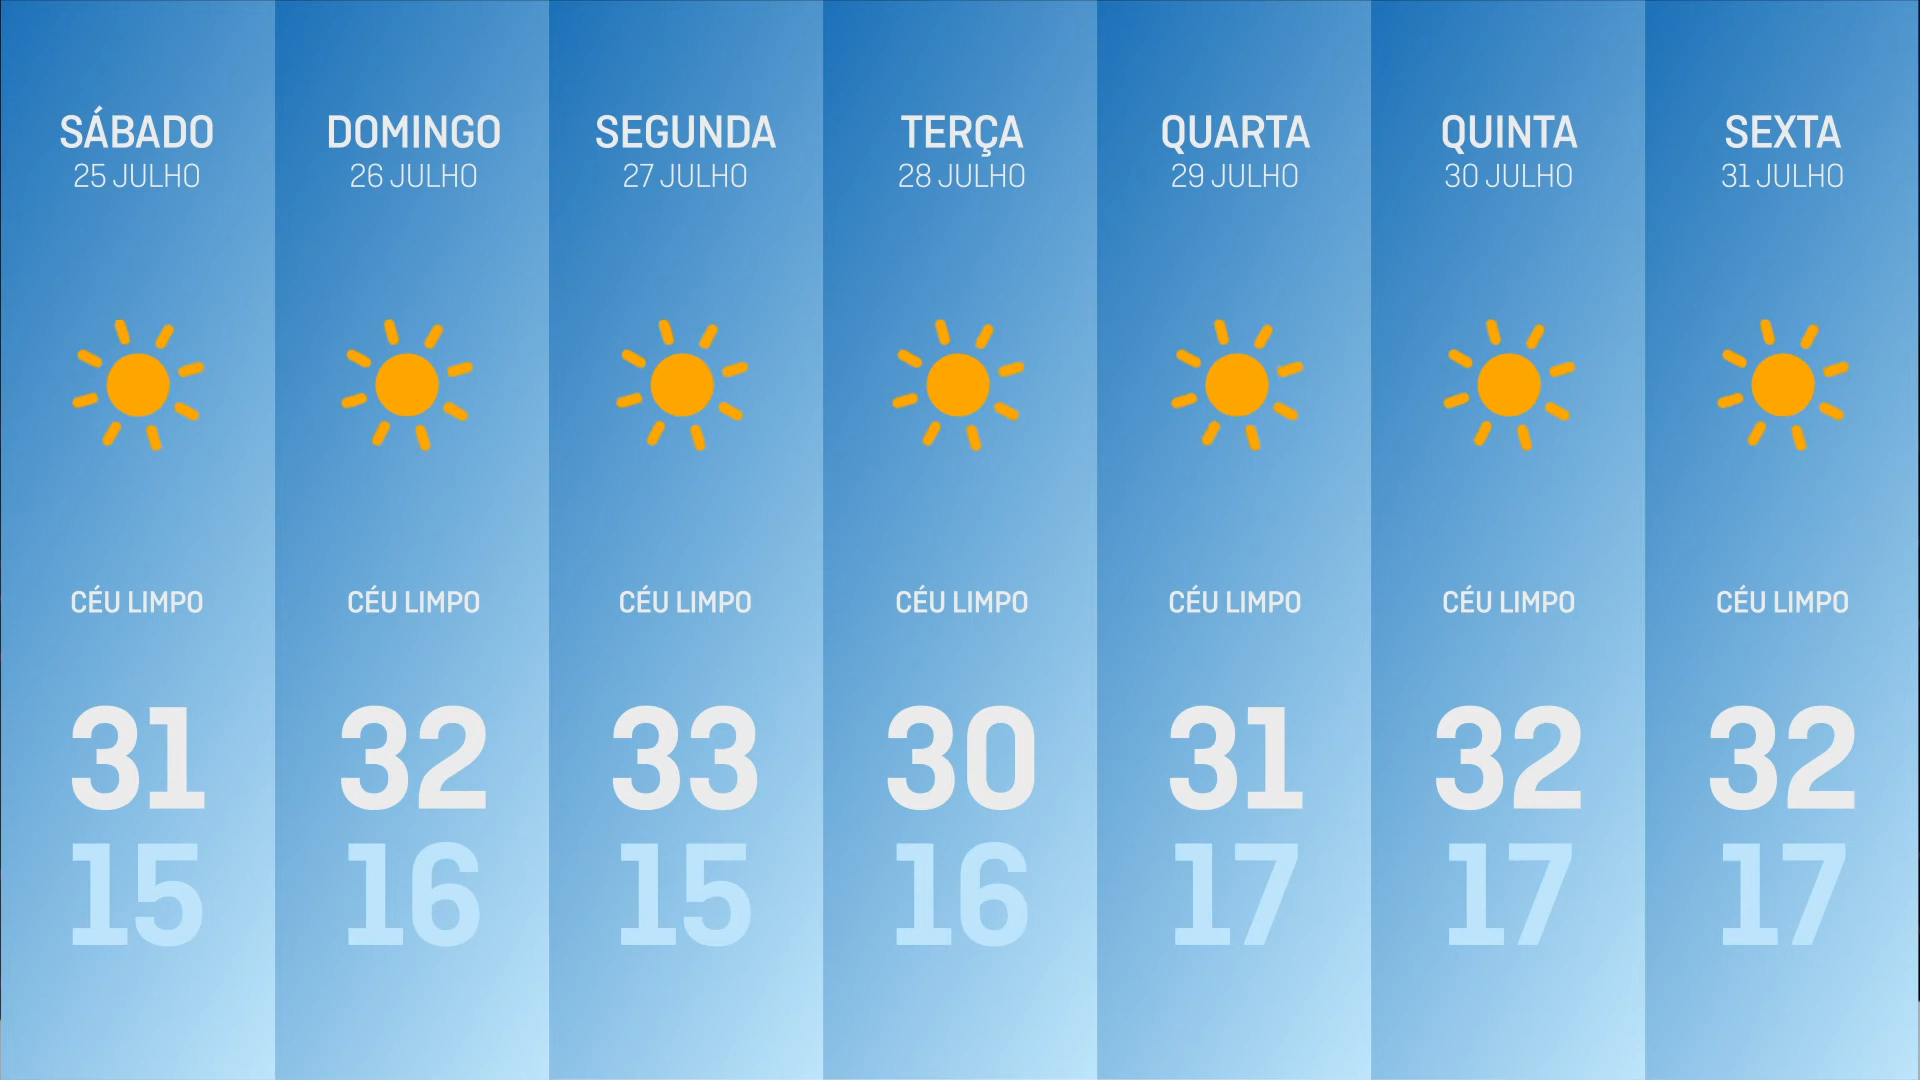 SÁBADO
25 JULHO
CÉU LIMPO
31
15
DOMINGO
26 JULHO
CÉU LIMPO
32
16
SEGUNDA
27 JULHO
CÉU LIMPO
33
15
TERÇA
28 JULHO
CÉU LIMPO
30
16
QUARTA
29 JULHO
CÉU LIMPO
31
17
QUINTA
30 JULHO
CÉU LIMPO
32
17
SEXTA
31 JULHO
CÉU LIMPO
32
17